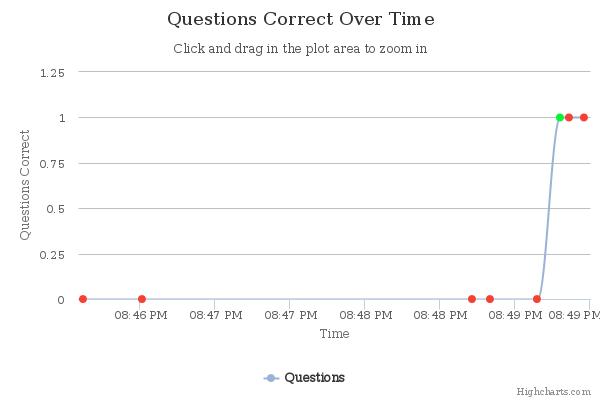 Questions Correct Over Time
Click and drag in the plot area to zoom in
1.25
1
0.75
0.5
0.25
0
Questions Correct
08:46 PM 08:47 PM 08:47 PM 08:48 PM 08:48 PM 08:49 PM 08:49 PM
Time
Questions
Highcharts.com